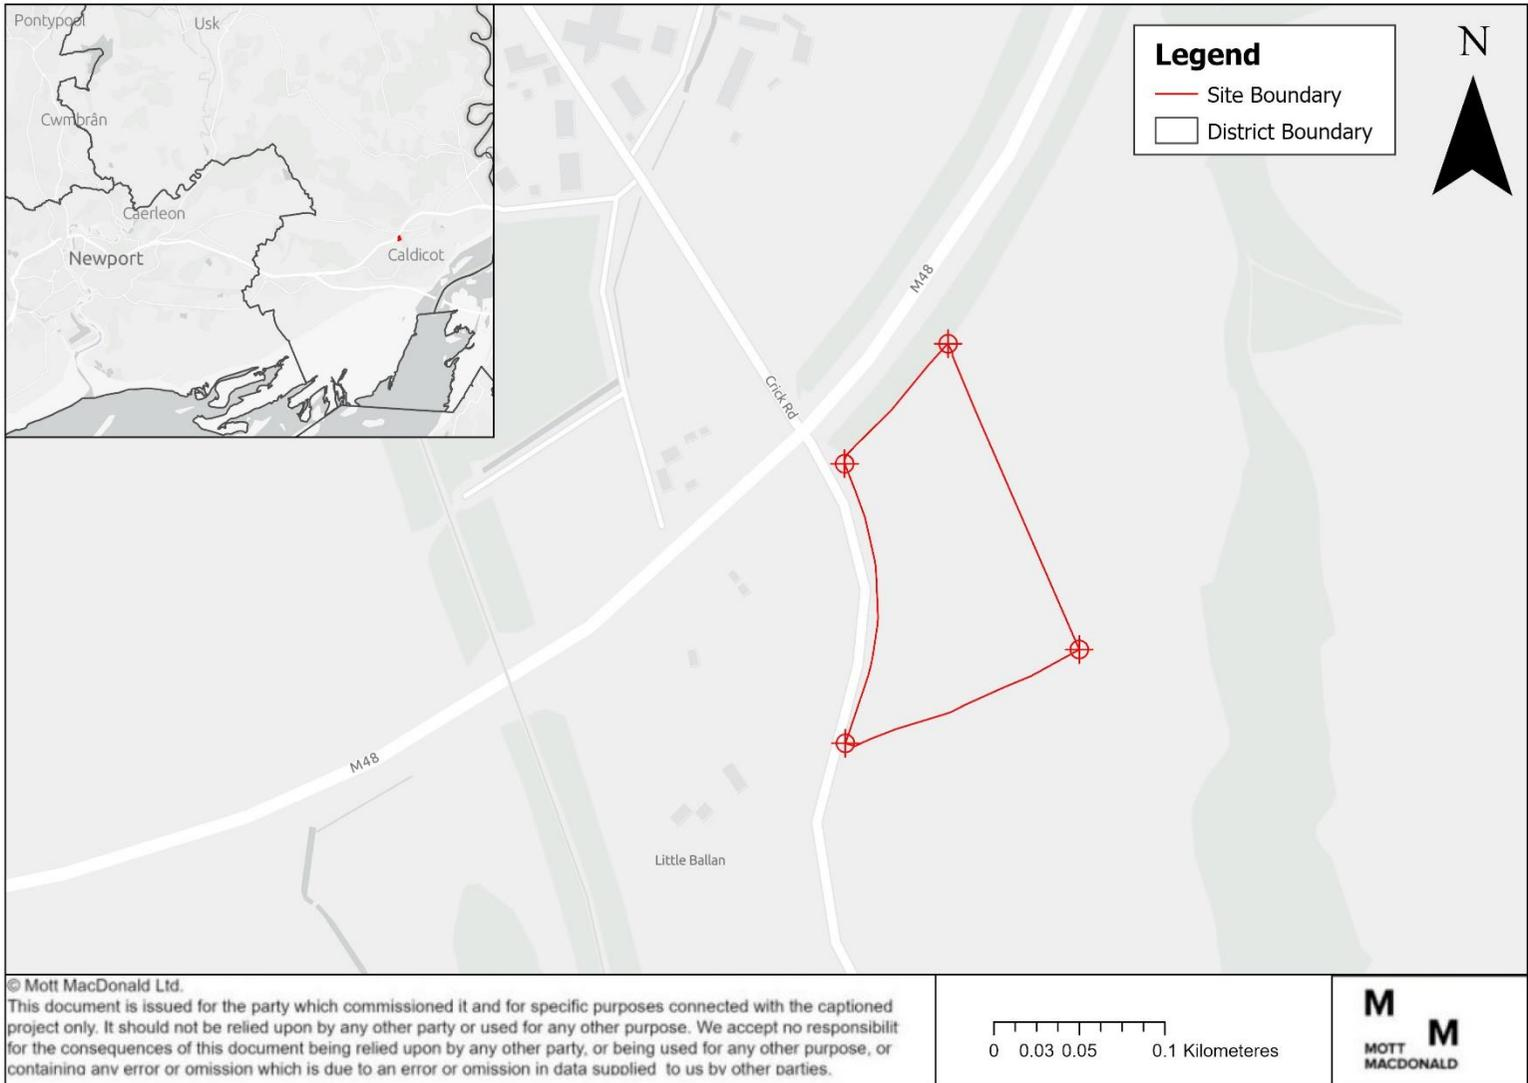 Pontypool
Usk
Cwmbrân
Caerleon
Newport
Caldicot
Legend
Site Boundary
District Boundary
N
M48
Crick Rd
M48
Little Ballan
© Mott MacDonald Ltd.
This document is issued for the party which commissioned it and for specific purposes connected with the captioned
project only. It should not be relied upon by any other party or used for any other purpose. We accept no responsibilit
for the consequences of this document being relied upon by any other party, or being used for any other purpose, or
containing any error or omission which is due to an error or omission in data supplied to us by other parties.
0 0.03 0.05 0.1 Kilometeres
M
M
MOTT
MACDONALD